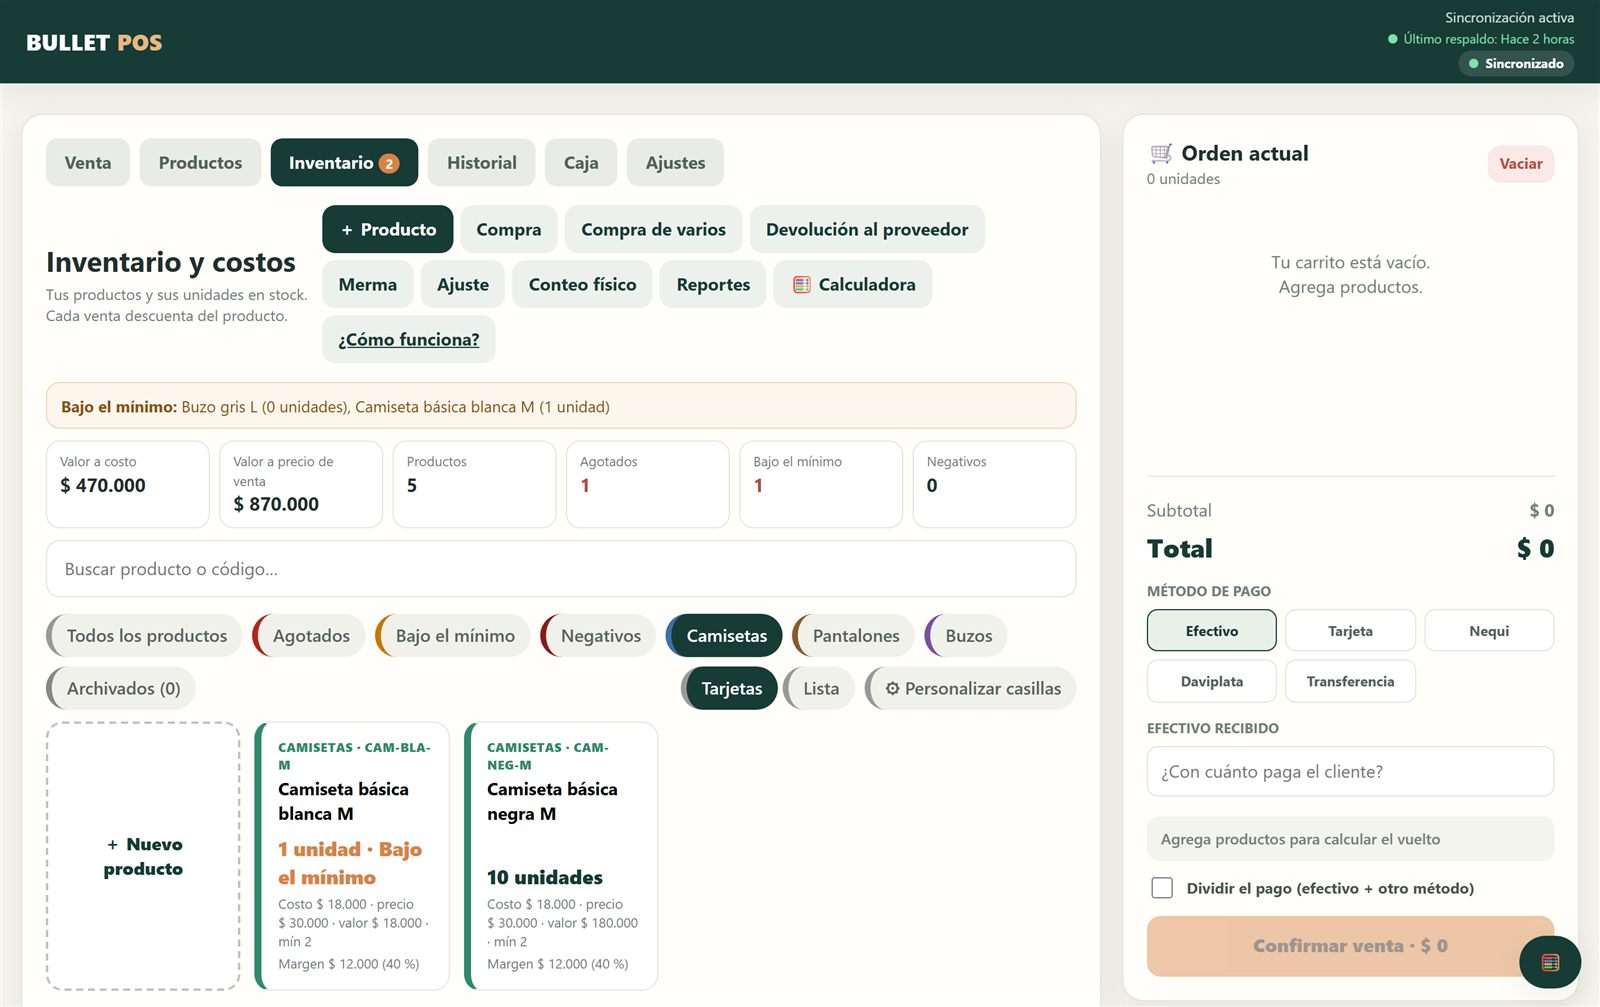 BULLET POS
Sincronización activa
Último respaldo: Hace 2 horas
Sincronizado
Venta
Productos
Inventario 2
Historial
Caja
Ajustes
Inventario y costos
Tus productos y sus unidades en stock.
Cada venta descuenta del producto.
+ Producto
Compra
Compra de varios
Devolución al proveedor
Merma
Ajuste
Conteo físico
Reportes
Calculadora
¿Cómo funciona?
Bajo el mínimo: Buzo gris L (0 unidades), Camiseta básica blanca M (1 unidad)
Valor a costo
$ 470.000
Valor a precio de
venta
$ 870.000
Productos
5
Agotados
1
Bajo el mínimo
1
Negativos
0
Buscar producto o código...
Todos los productos
Agotados
Bajo el mínimo
Negativos
Camisetas
Pantalones
Buzos
Archivados (0)
Tarjetas
Lista
⚙ Personalizar casillas
+ Nuevo
producto
CAMISETAS · CAM-BLA-
M
Camiseta básica
blanca M
1 unidad · Bajo
el mínimo
Costo $ 18.000 · precio
$ 30.000 · valor $ 18.000 ·
mín 2
Margen $ 12.000 (40 %)
CAMISETAS · CAM-
NEG-M
Camiseta básica
negra M
10 unidades
Costo $ 18.000 · precio
$ 30.000 · valor $ 180.000
· mín 2
Margen $ 12.000 (40 %)
Orden actual
0 unidades
Vaciar
Tu carrito está vacío.
Agrega productos.
Subtotal
$ 0
Total
$ 0
MÉTODO DE PAGO
Efectivo
Tarjeta
Nequi
Daviplata
Transferencia
EFECTIVO RECIBIDO
¿Con cuánto paga el cliente?
Agrega productos para calcular el vuelto
Dividir el pago (efectivo + otro método)
Confirmar venta · $ 0